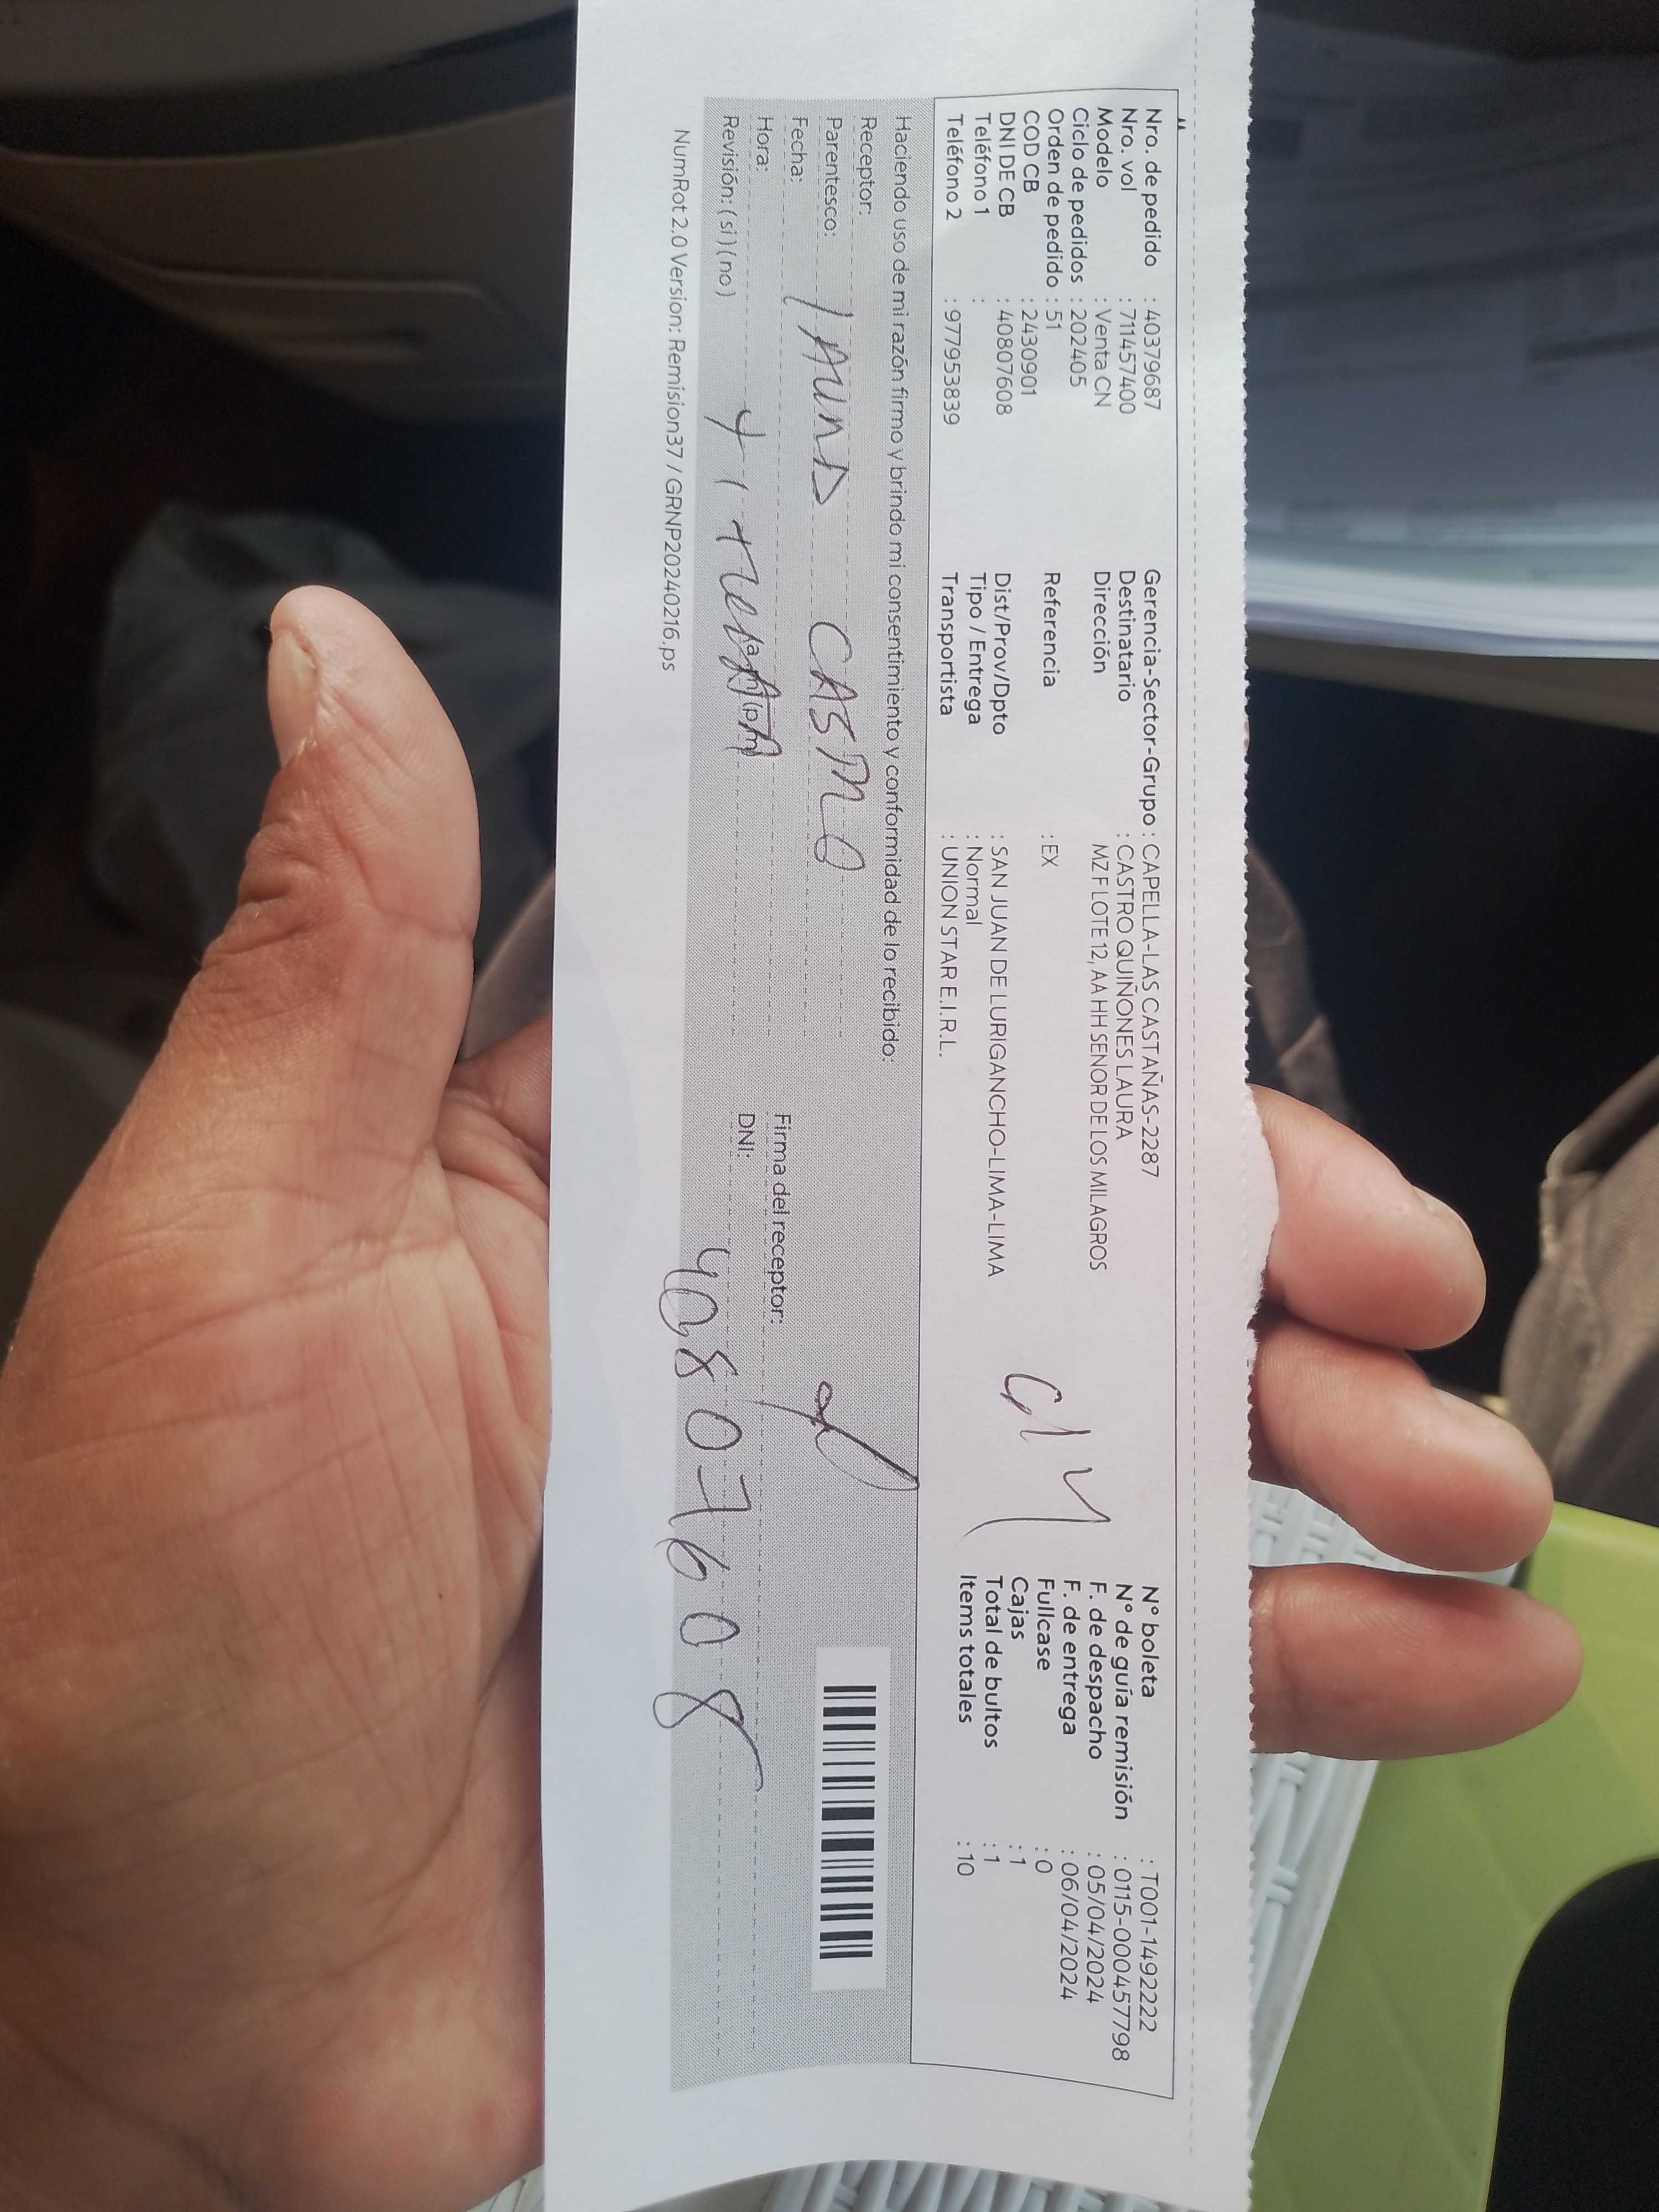 Nro. de pedido : 40379687
Nro. vol : 711457400
Modelo : Venta CN
Ciclo de pedidos : 202405
Orden de pedido : 51
COD CB : 2430901
DNI DE CB : 40807608
Teléfono 1 :
Teléfono 2 : 977953839
Gerencia-Sector-Grupo : CAPELLA-LAS CASTAÑAS-2287
Destinatario : CASTRO QUIÑONES LAURA
Dirección MZ F LOTE 12, AA HH SENOR DE LOS MILAGROS
Referencia : EX
Dist/Prov/Dpto : SAN JUAN DE LURIGANCHO-LIMA-LIMA
Tipo / Entrega : Normal
Transportista : UNION STAR E.I.R.L.
N° boleta : T001-1492222
N° de guía remisión : 0115-000457798
F. de despacho : 05/04/2024
F. de entrega : 06/04/2024
Fullcase : 0
Cajas : 1
Total de bultos : 1
Items totales : 10
Haciendo uso de mi razón firmo y brindo mi consentimiento y conformidad de lo recibido:
Receptor:
Parentesco:
Fecha:
Hora: (am)(pm)
Revisión: (si) (no)
Firma del receptor:
DNI: 40807608
NumRot 2.0 Version: Remision37 / GRNP20240216.ps